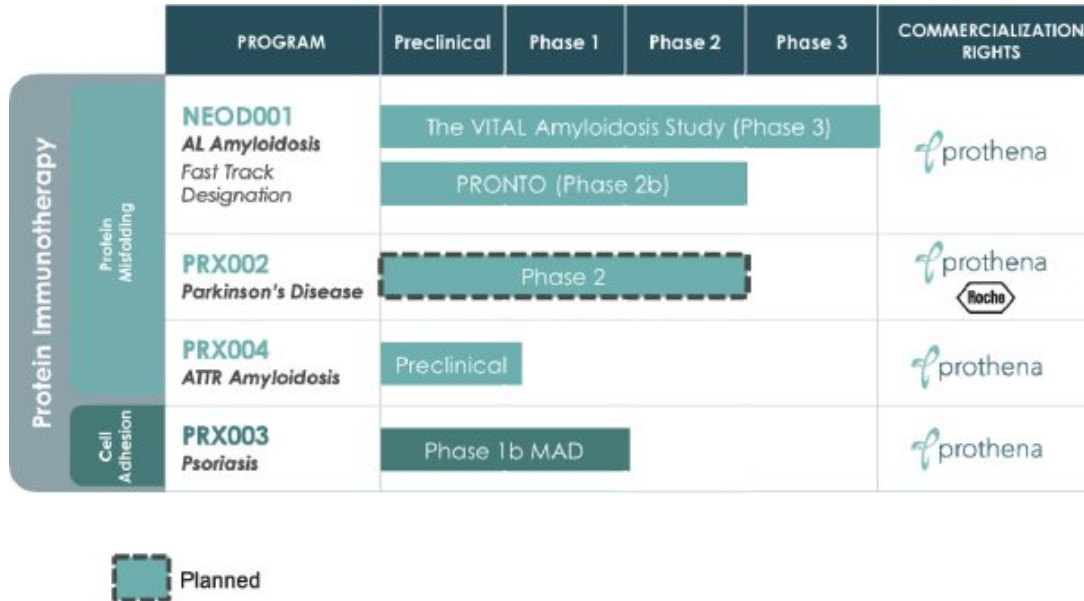 PROGRAM
Preclinical
Phase 1
Phase 2
Phase 3
COMMERCIALIZATION
RIGHTS
Protein Immunotherapy
Protein
Misfolding
NEOD001
AL Amyloidosis
Fast Track
Designation
The VITAL Amyloidosis Study (Phase 3)
PRONTO (Phase 2b)
prothena
PRX002
Parkinson's Disease
Phase 2
prothena
Roche
PRX004
ATTR Amyloidosis
Preclinical
prothena
Cell
Adhesion
PRX003
Psoriasis
Phase 1b MAD
prothena
Planned